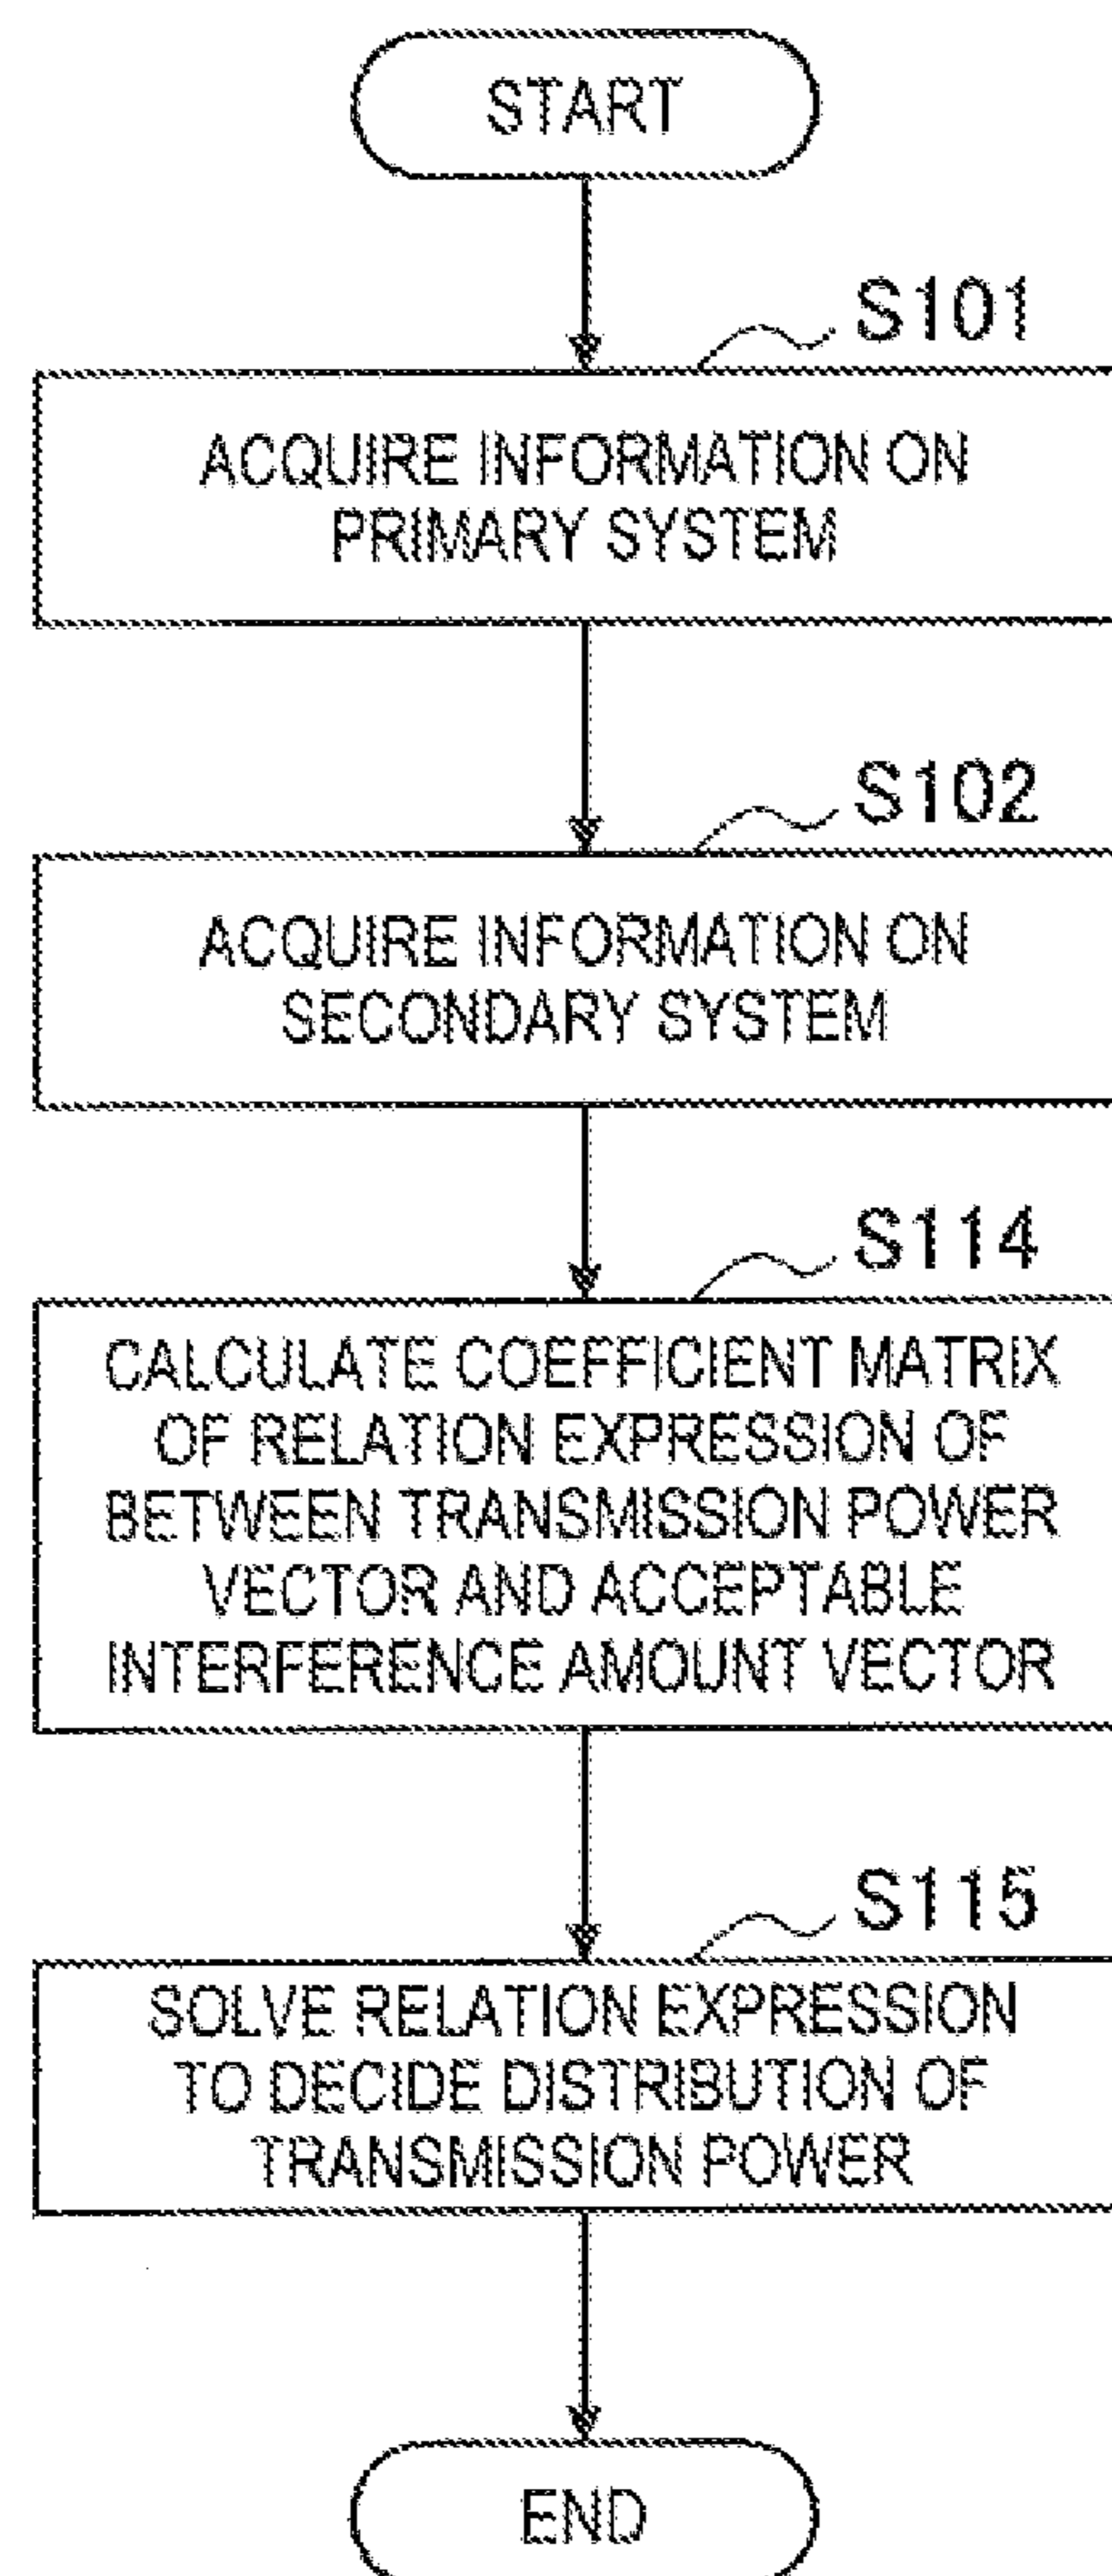 START
S101
ACQUIRE INFORMATION ON
PRIMARY SYSTEM
S102
ACQUIRE INFORMATION ON
SECONDARY SYSTEM
S114
CALCULATE COEFFICIENT MATRIX
OF RELATION EXPRESSION OF
BETWEEN TRANSMISSION POWER
VECTOR AND ACCEPTABLE
INTERFERENCE AMOUNT VECTOR
S115
SOLVE RELATION EXPRESSION
TO DECIDE DISTRIBUTION OF
TRANSMISSION POWER
END